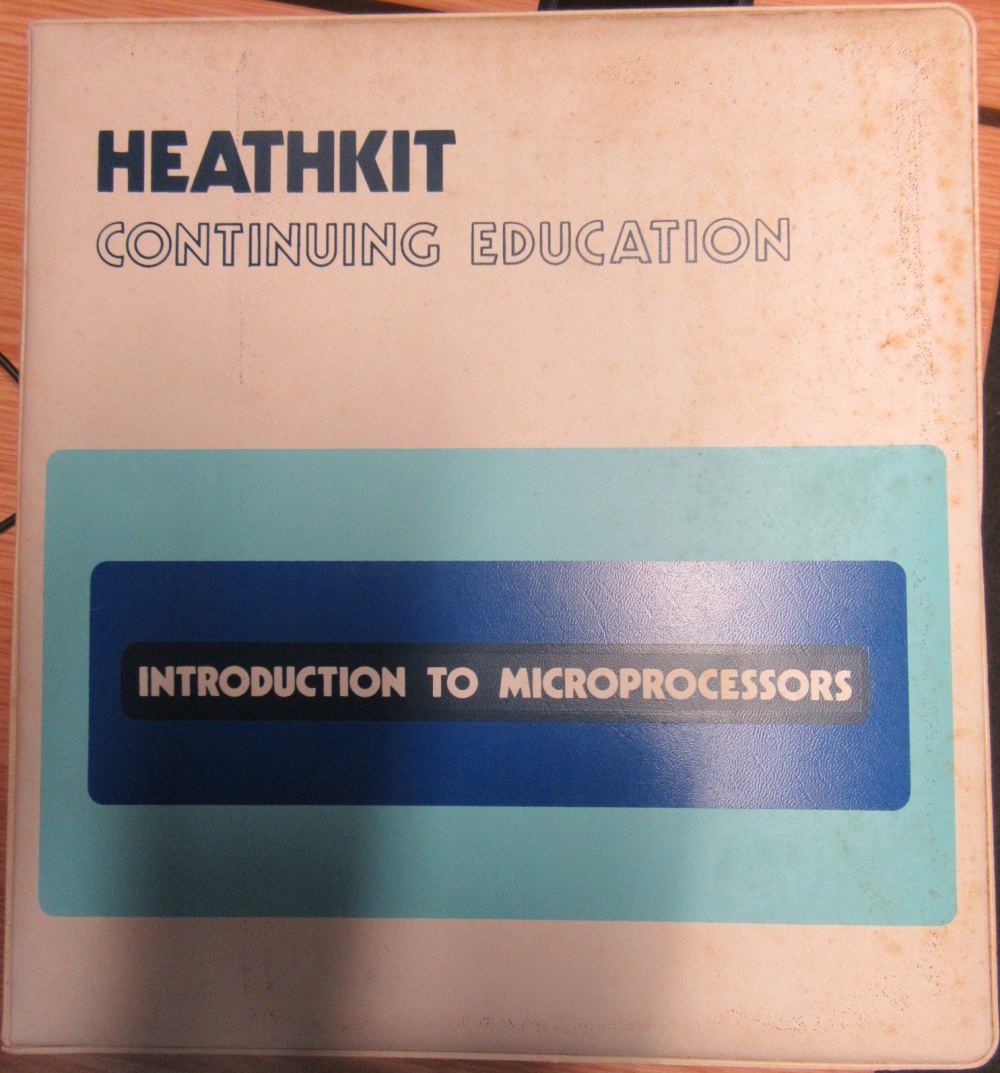 HEATHKIT
CONTINUING EDUCATION
INTRODUCTION TO MICROPROCESSORS